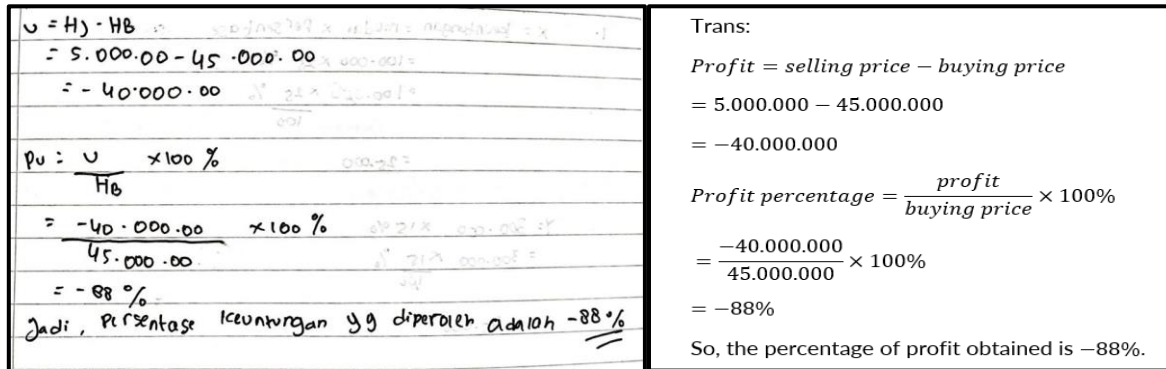 U = HJ - HB
= 5.000.00 - 45.000.00
= - 40.000.00
PU = U/HB × 100 %
= -40.000.00/45.000.00 × 100 %
= - 88 %
Jadi, Persentase keuntungan yg diperoleh adalah -88 %
Trans:
Profit = selling price − buying price
= 5.000.000 − 45.000.000
= −40.000.000
Profit percentage = profit/buying price × 100%
= −40.000.000/45.000.000 × 100%
= −88%
So, the percentage of profit obtained is −88%.